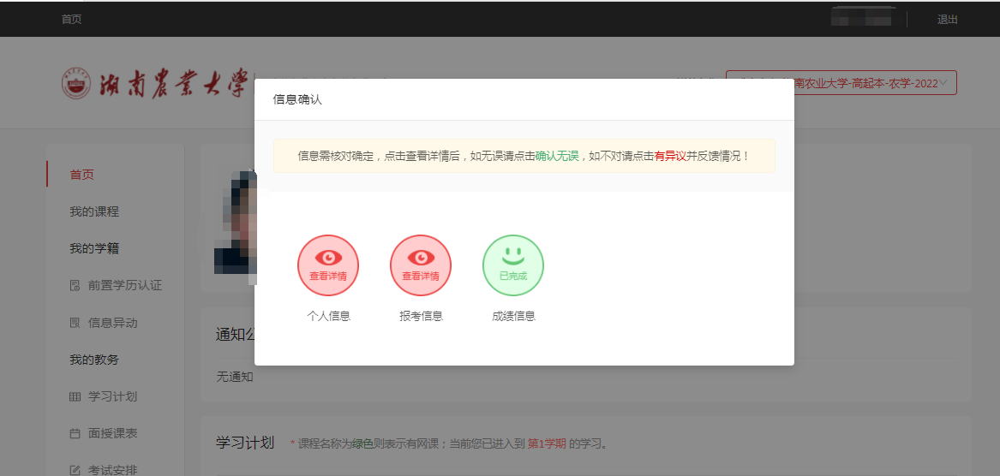 首页
退出
湖南农业大学
南农业大学-高起本-农学-2022
信息确认
信息需核对确定，点击查看详情后，如无误请点击确认无误，如不对请点击有异议并反馈情况！
首页
我的课程
我的学籍
前置学历认证
信息异动
我的教务
学习计划
面授课表
考试安排
查看详情
查看详情
已完成
个人信息
报考信息
成绩信息
通知公
无通知
学习计划
* 课程名称为绿色则表示有网课；当前您已进入到 第1学期 的学习。